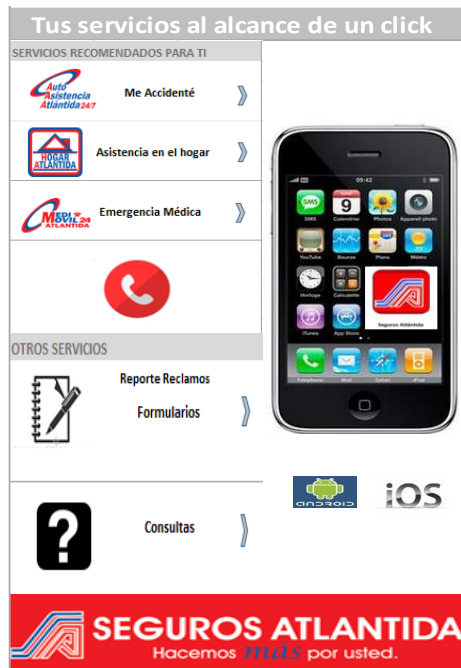 Tus servicios al alcance de un click
SERVICIOS RECOMENDADOS PARA TI
Auto
Asistencia
Atlántida 24/7
Me Accidenté
HOGAR
ATLANTIDA
Asistencia en el hogar
MEDI
MOVIL 24
ATLANTIDA
Emergencia Médica
OTROS SERVICIOS
Reporte Reclamos
Formularios
Consultas
09:42
SMS
9
SMS Calendrier Photos Appareil photo
YouTube Bourse Plans Météo
Horloge Calculette
Seguros Atlántida
iTunes App Store
Téléphone Mail Safari iPod
ANDROID
iOS
SEGUROS ATLANTIDA
Hacemos más por usted.